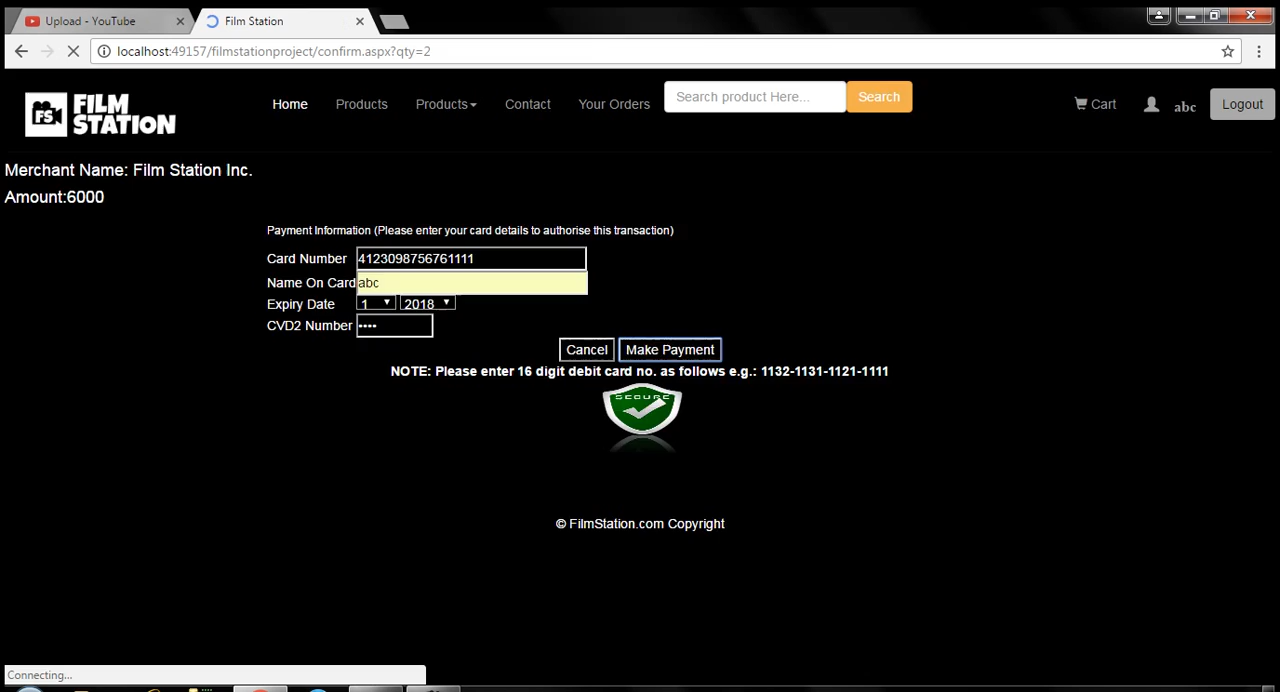 Upload - YouTube
Film Station
localhost:49157/filmstationproject/confirm.aspx?qty=2
FS FILM STATION
Home Products Products Contact Your Orders Search product Here... Search Cart abc Logout
Merchant Name: Film Station Inc.
Amount:6000
Payment Information (Please enter your card details to authorise this transaction)
Card Number 4123098756761111
Name On Card abc
Expiry Date 1 2018
CVD2 Number ••••
Cancel Make Payment
NOTE: Please enter 16 digit debit card no. as follows e.g.: 1132-1131-1121-1111
SECURE
© FilmStation.com Copyright
Connecting...